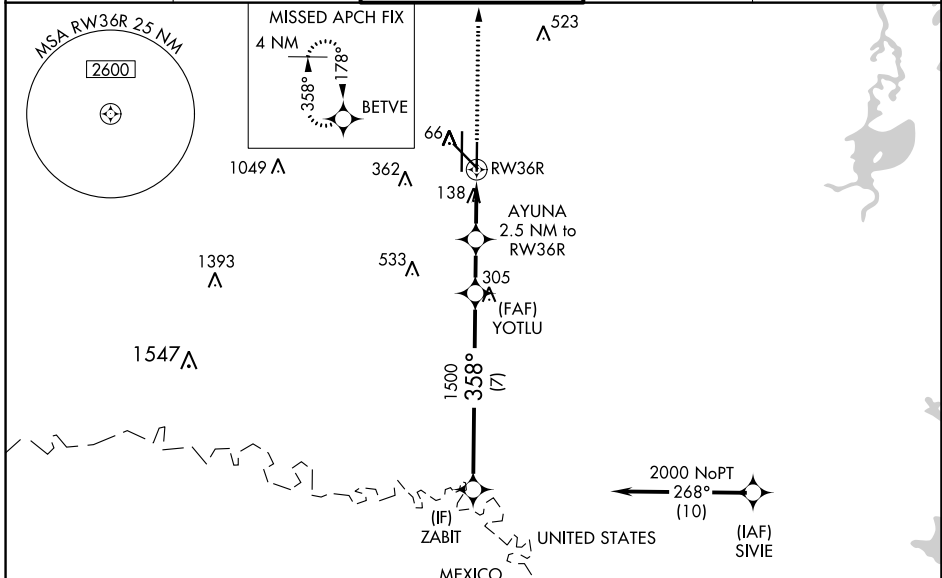 MSA RW36R 25 NM
2600
MISSED APCH FIX
4 NM
358°
178°
BETVE
523
66
RW36R
1049
362
138
AYUNA
2.5 NM to
RW36R
1393
533
305
(FAF)
YOTLU
1547
1500
358°
(7)
2000 NoPT
268°
(10)
(IF)
ZABIT
(IAF)
SIVIE
UNITED STATES
MEXICO